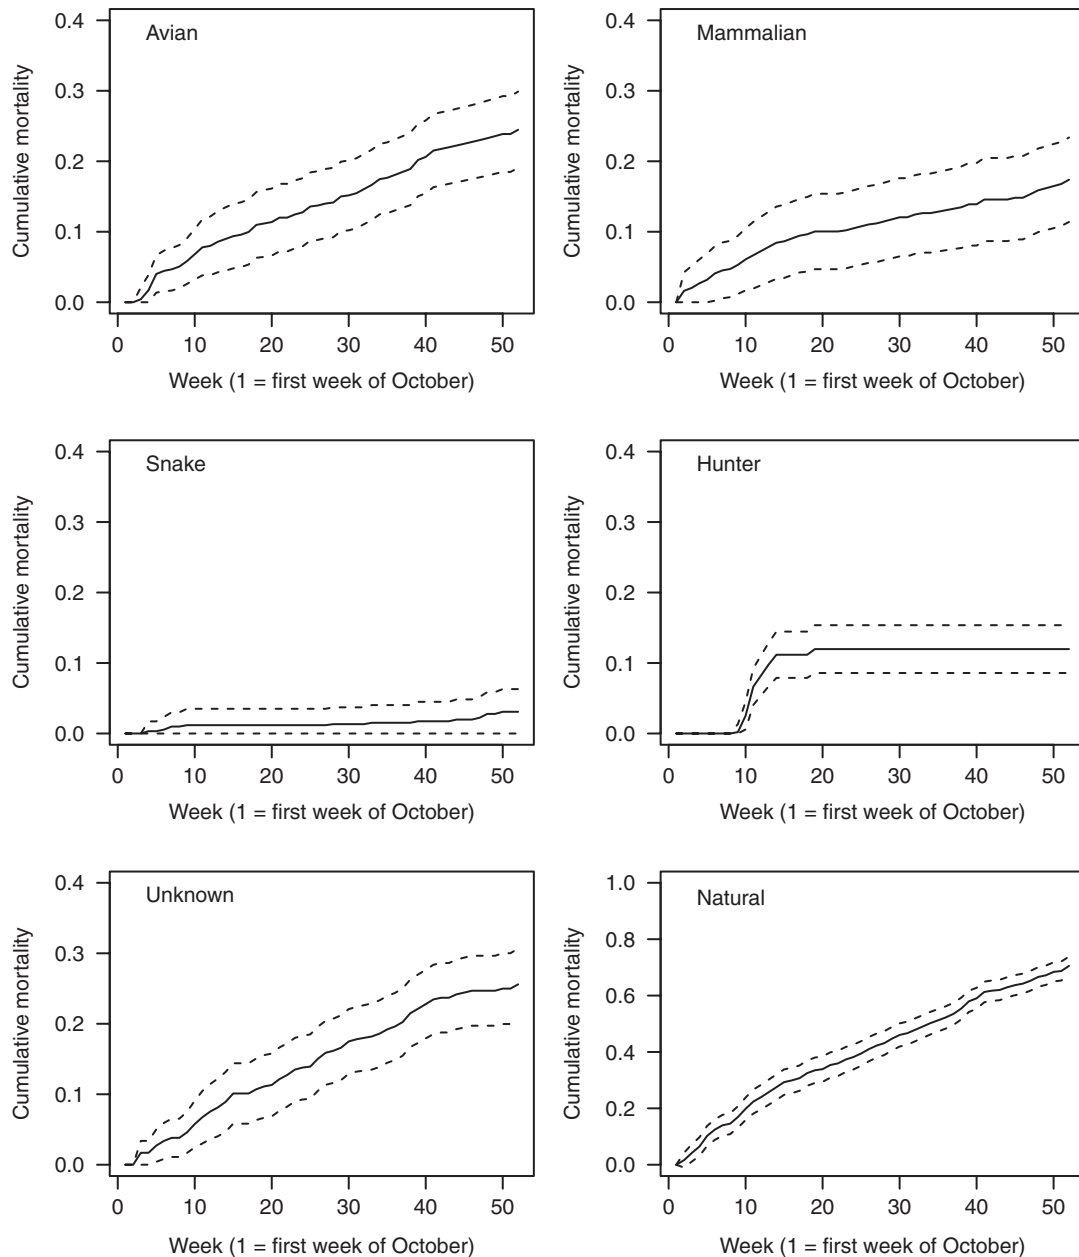 Avian
Cumulative mortality
0.4
0.3
0.2
0.1
0.0
0 10 20 30 40 50
Week (1 = first week of October)
Mammalian
Cumulative mortality
0.4
0.3
0.2
0.1
0.0
0 10 20 30 40 50
Week (1 = first week of October)
Snake
Cumulative mortality
0.4
0.3
0.2
0.1
0.0
0 10 20 30 40 50
Week (1 = first week of October)
Hunter
Cumulative mortality
0.4
0.3
0.2
0.1
0.0
0 10 20 30 40 50
Week (1 = first week of October)
Unknown
Cumulative mortality
0.4
0.3
0.2
0.1
0.0
0 10 20 30 40 50
Week (1 = first week of October)
Natural
Cumulative mortality
1.0
0.8
0.6
0.4
0.2
0.0
0 10 20 30 40 50
Week (1 = first week of October)